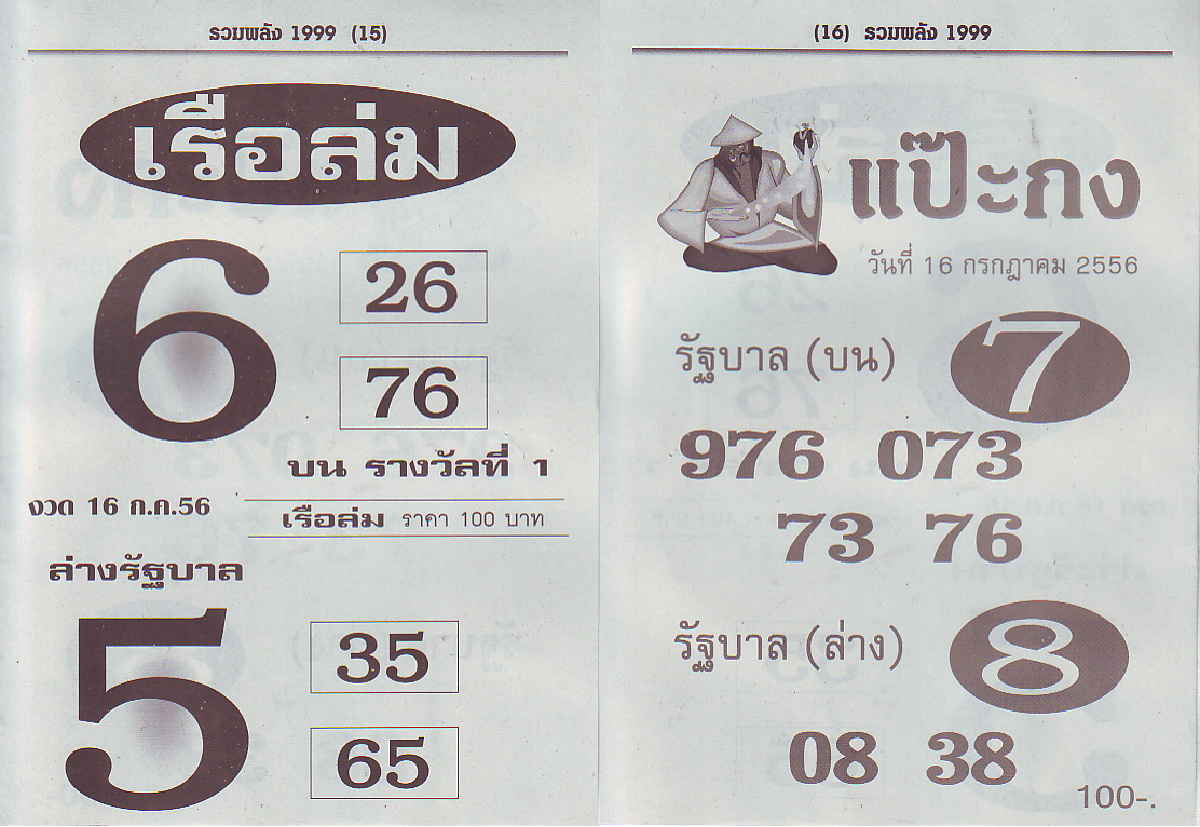 รวมพลัง 1999 (15)
เรือล่ม
6
26
76
บน รางวัลที่ 1
งวด 16 ก.ค.56
เรือล่ม ราคา 100 บาท
ล่างรัฐบาล
5
35
65
(16) รวมพลัง 1999
แป๊ะกง
วันที่ 16 กรกฎาคม 2556
รัฐบาล (บน)
7
976 073
73 76
รัฐบาล (ล่าง)
8
08 38
100-.